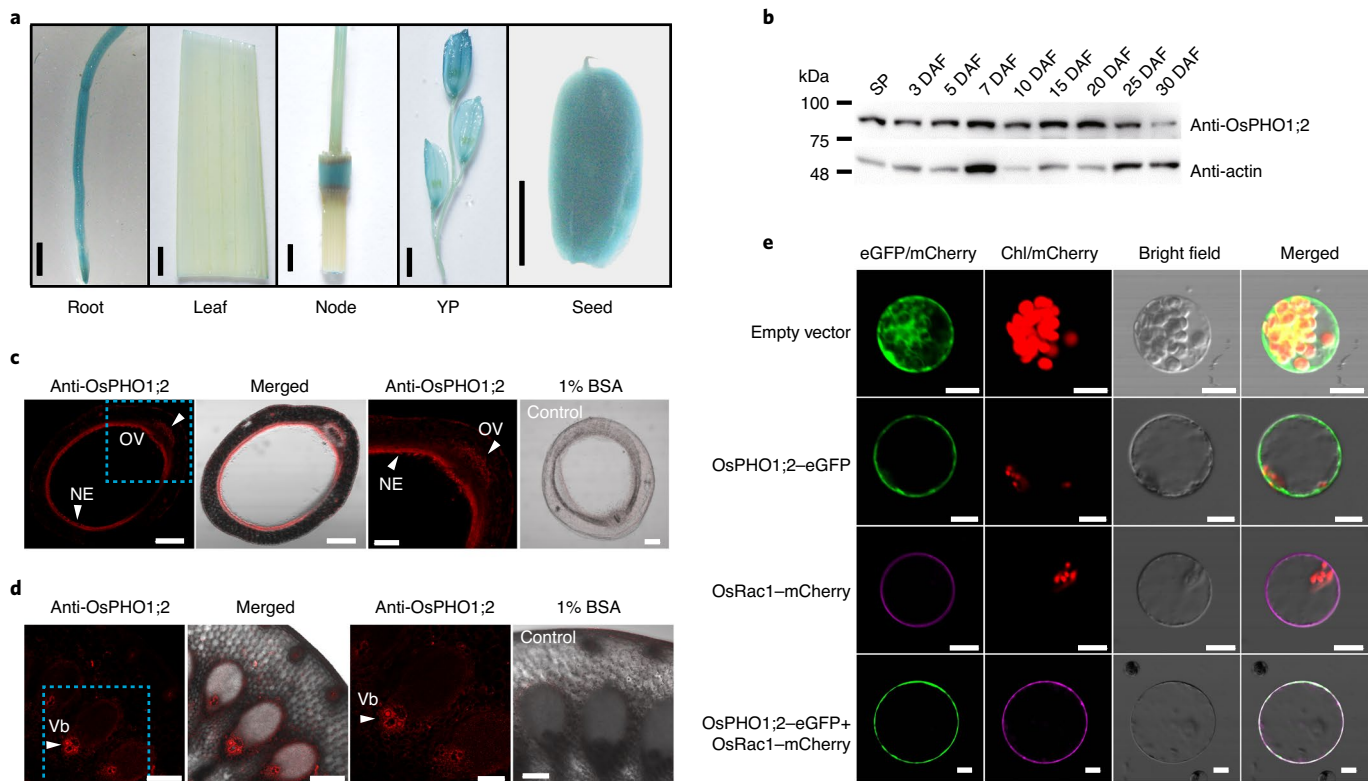 a
Root Leaf Node YP Seed
b
kDa
SP 3 DAF 5 DAF 7 DAF 10 DAF 15 DAF 20 DAF 25 DAF 30 DAF
100
75
48
Anti-OsPHO1;2
Anti-actin
c
Anti-OsPHO1;2 Merged Anti-OsPHO1;2 1% BSA
OV
NE
OV
NE
Control
d
Anti-OsPHO1;2 Merged Anti-OsPHO1;2 1% BSA
Vb
Vb
Control
e
eGFP/mCherry Chl/mCherry Bright field Merged
Empty vector
OsPHO1;2–eGFP
OsRac1–mCherry
OsPHO1;2–eGFP+
OsRac1–mCherry